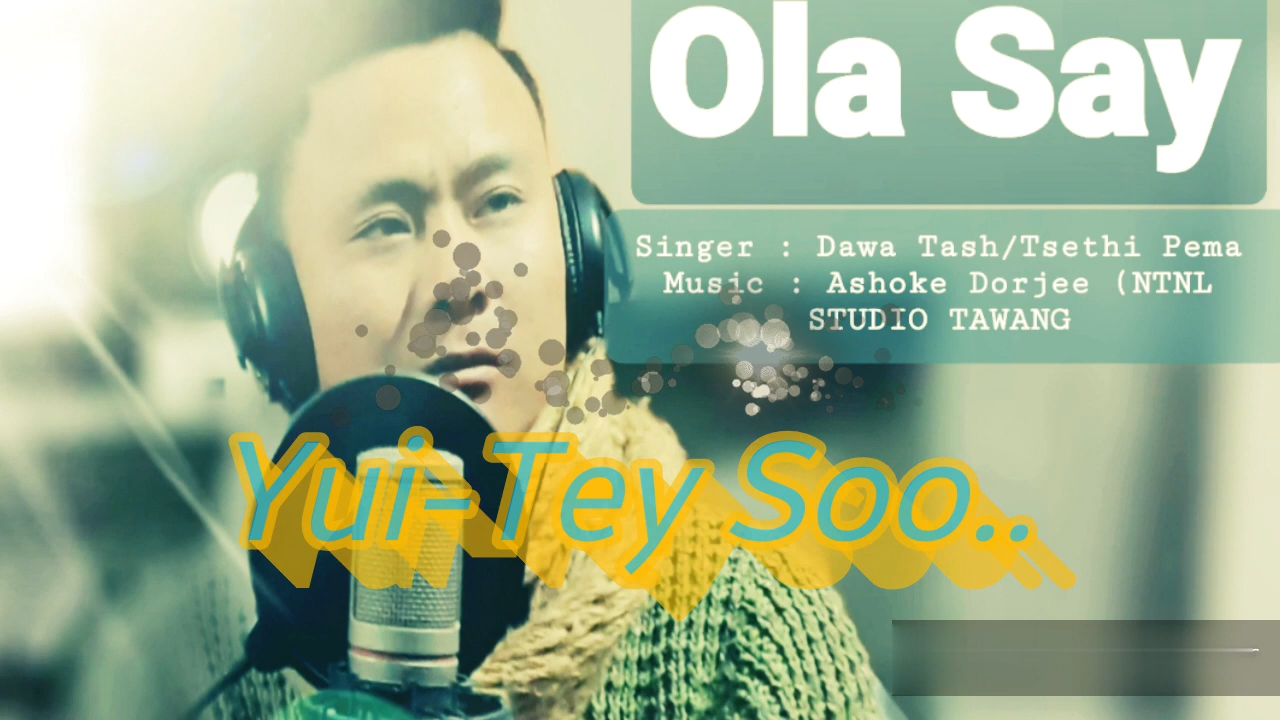 Ola Say
Singer : Dawa Tash/Tsethi Pema
Music : Ashoke Dorjee (NTNL
STUDIO TAWANG
Yui-Tey Soo..